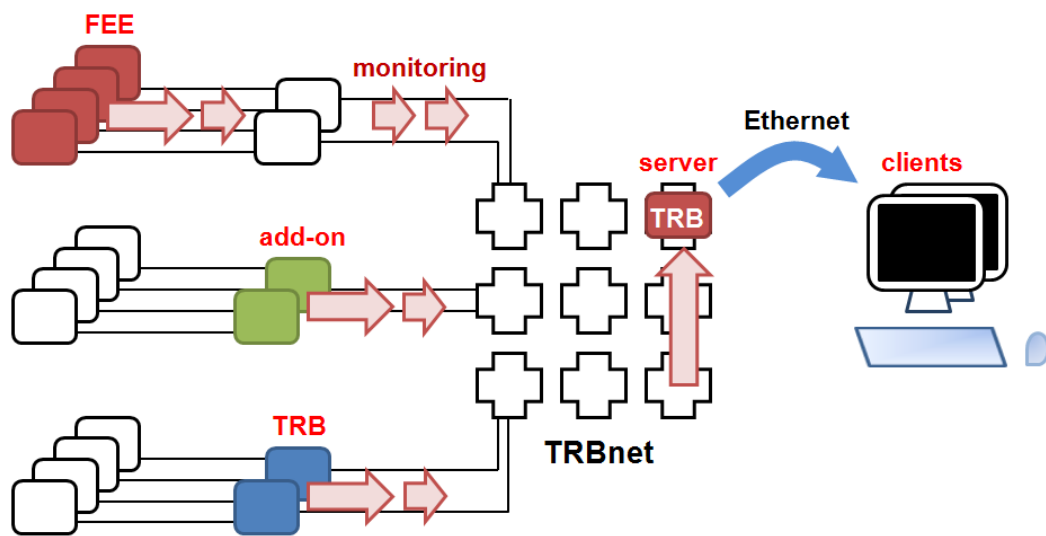 FEE
monitoring
Ethernet
server
clients
TRB
add-on
TRB
TRBnet